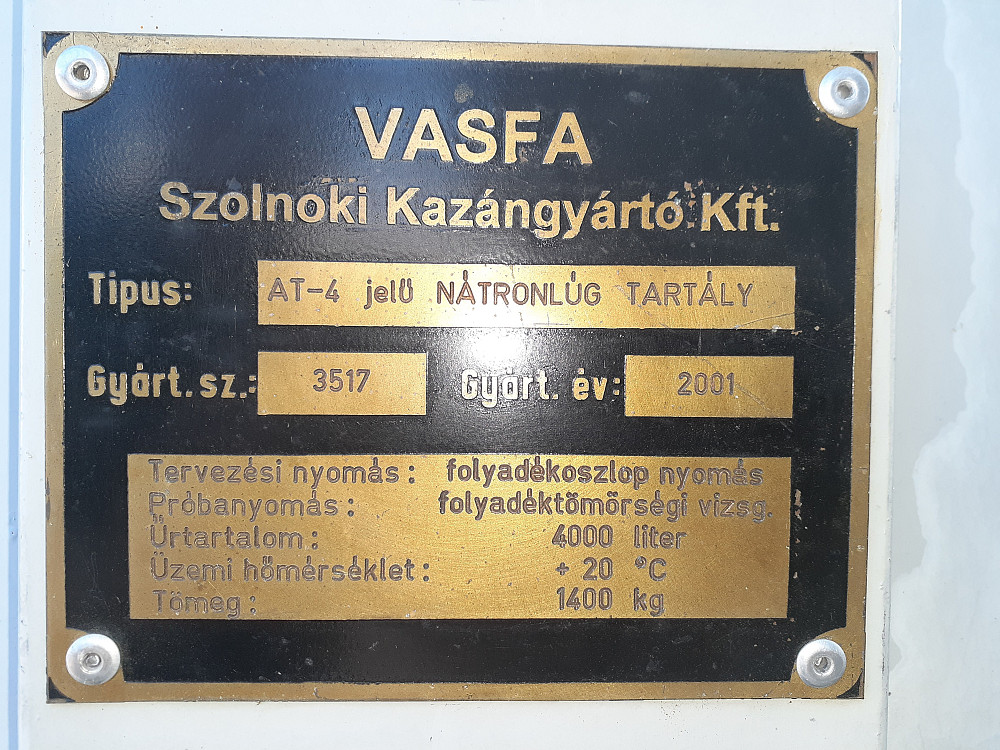 VASFA
Szolnoki Kazángyártó Kft.
Tipus: AT-4 jelű NÁTRONLÚG TARTÁLY
Gyárt.sz.: 3517 Gyárt. év: 2001
Tervezési nyomás: folyadékoszlop nyomás
Próbanyomás: folyadéktömörségi vizsg.
Űrtartalom: 4000 liter
Üzemi hőmérséklet: + 20 °C
Tömeg: 1400 kg